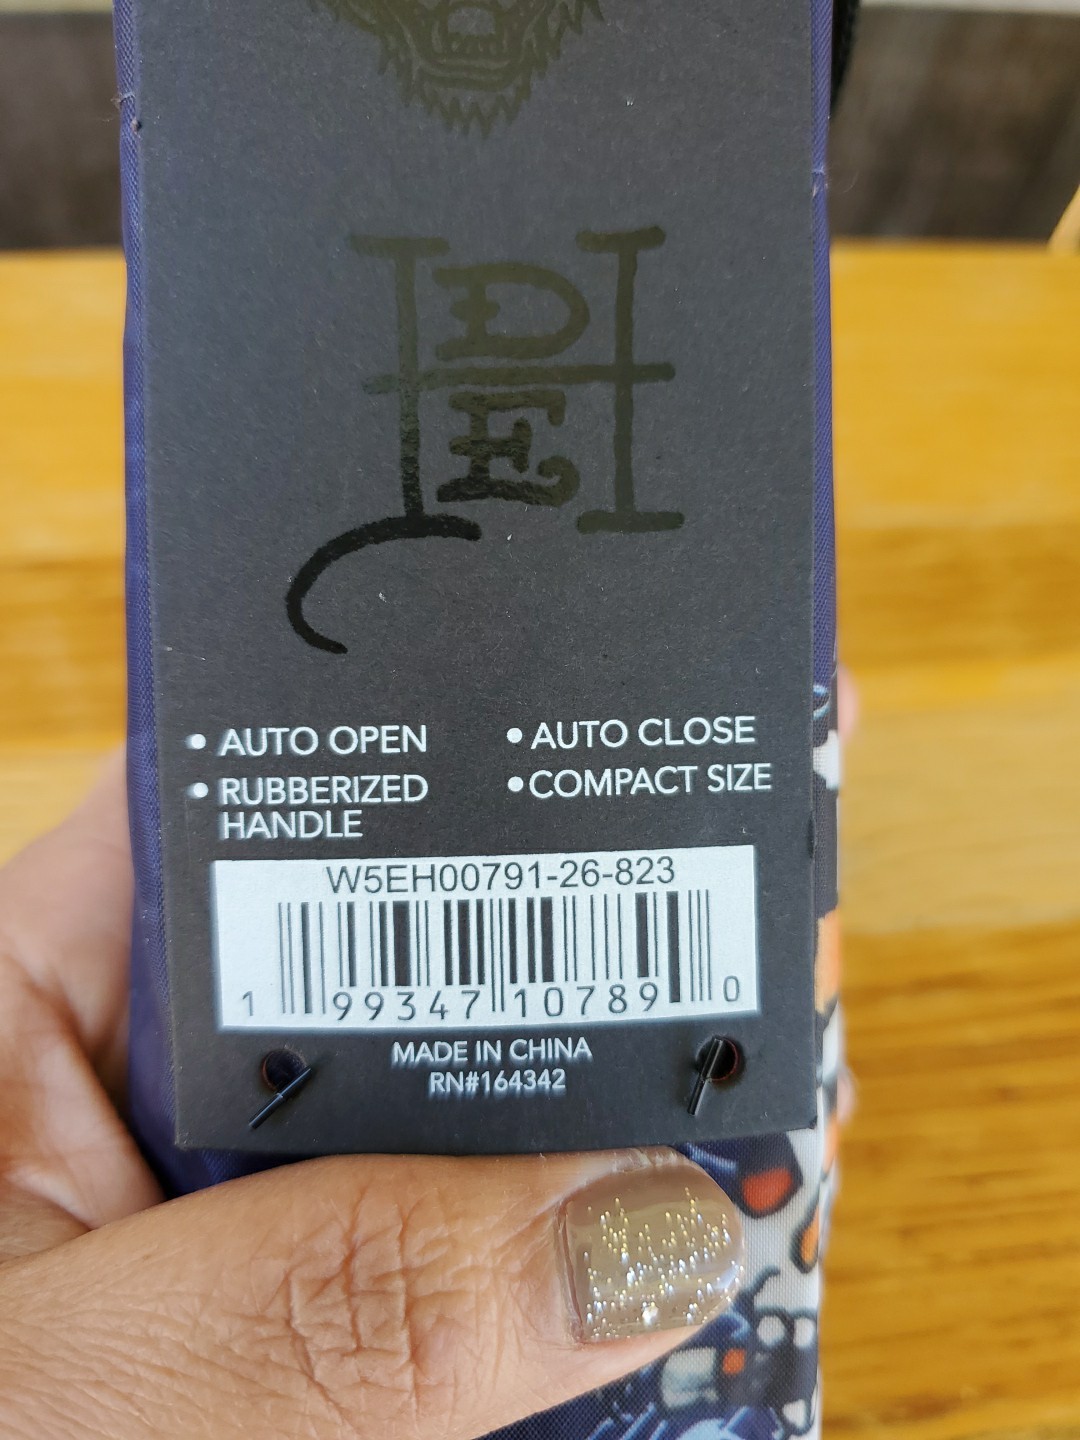 DEH
• AUTO OPEN
• AUTO CLOSE
• RUBBERIZED
HANDLE
• COMPACT SIZE
W5EH00791-26-823
1 99347 10789 0
MADE IN CHINA
RN#164342